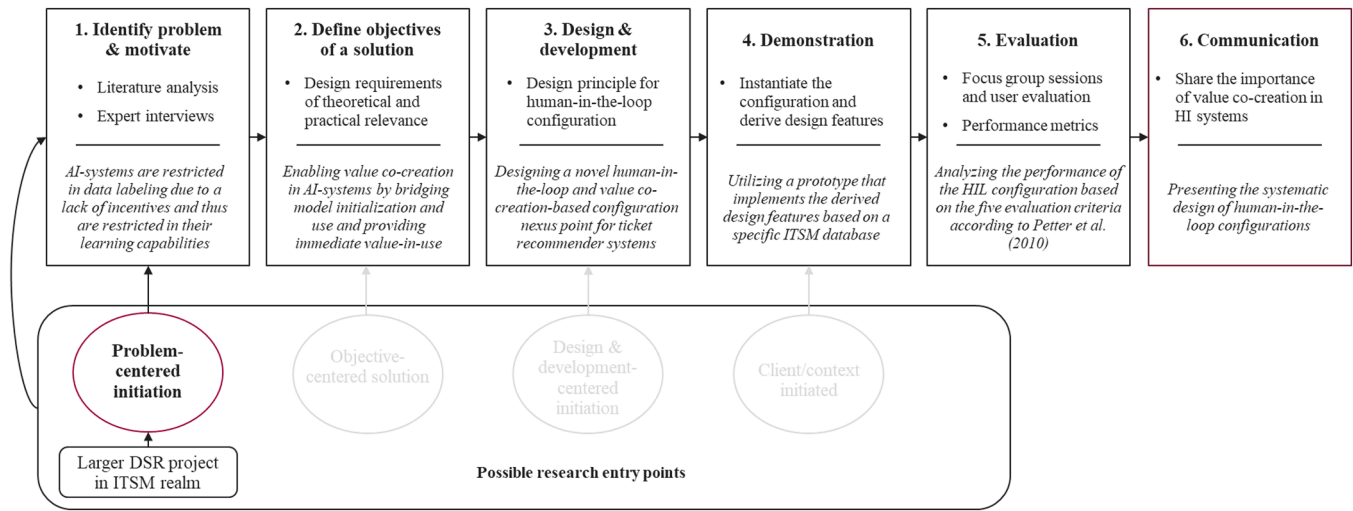 1. Identify problem
& motivate
• Literature analysis
• Expert interviews
AI-systems are restricted
in data labeling due to a
lack of incentives and thus
are restricted in their
learning capabilities
2. Define objectives
of a solution
• Design requirements
of theoretical and
practical relevance
Enabling value co-creation
in AI-systems by bridging
model initialization and
use and providing
immediate value-in-use
3. Design &
development
• Design principle for
human-in-the-loop
configuration
Designing a novel human-in-
the-loop and value co-
creation-based configuration
nexus point for ticket
recommender systems
4. Demonstration
• Instantiate the
configuration and
derive design features
Utilizing a prototype that
implements the derived
design features based on a
specific ITSM database
5. Evaluation
• Focus group sessions
and user evaluation
• Performance metrics
Analyzing the performance of
the HIL configuration based
on the five evaluation criteria
according to Petter et al.
(2010)
6. Communication
• Share the importance
of value co-creation in
HI systems
Presenting the systematic
design of human-in-the-
loop configurations
Problem-
centered
initiation
Objective-
centered solution
Design &
development-
centered
initiation
Client/context
initiated
Larger DSR project
in ITSM realm
Possible research entry points